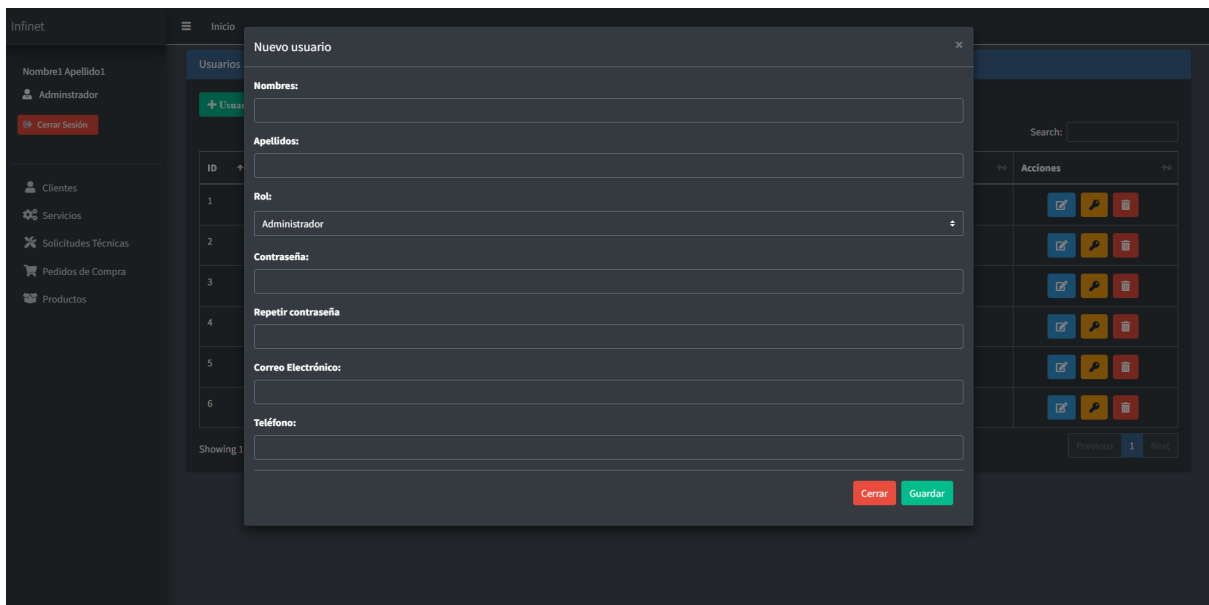 Infinet
Inicio
Nombre1 Apellido1
Adminstrador
Cerrar Sesión
Clientes
Servicios
Solicitudes Técnicas
Pedidos de Compra
Productos
Usuarios
Search:
ID
Acciones
1
2
3
4
5
6
Showing 1
Previous 1 Next
Nuevo usuario ×
Nombres:
Apellidos:
Rol:
Administrador
Contraseña:
Repetir contraseña
Correo Electrónico:
Teléfono:
Cerrar Guardar